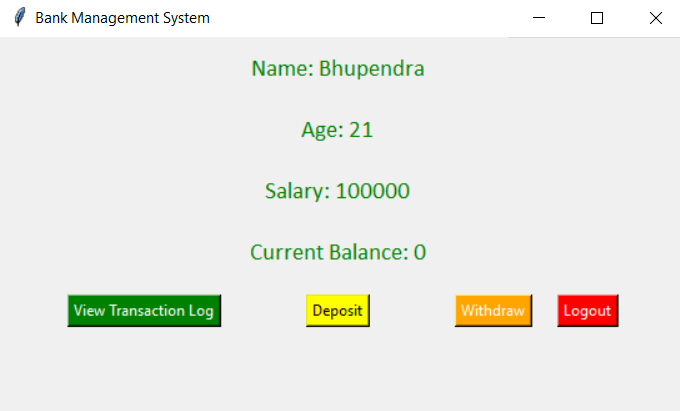 Bank Management System
Name: Bhupendra
Age: 21
Salary: 100000
Current Balance: 0
View Transaction Log Deposit Withdraw Logout